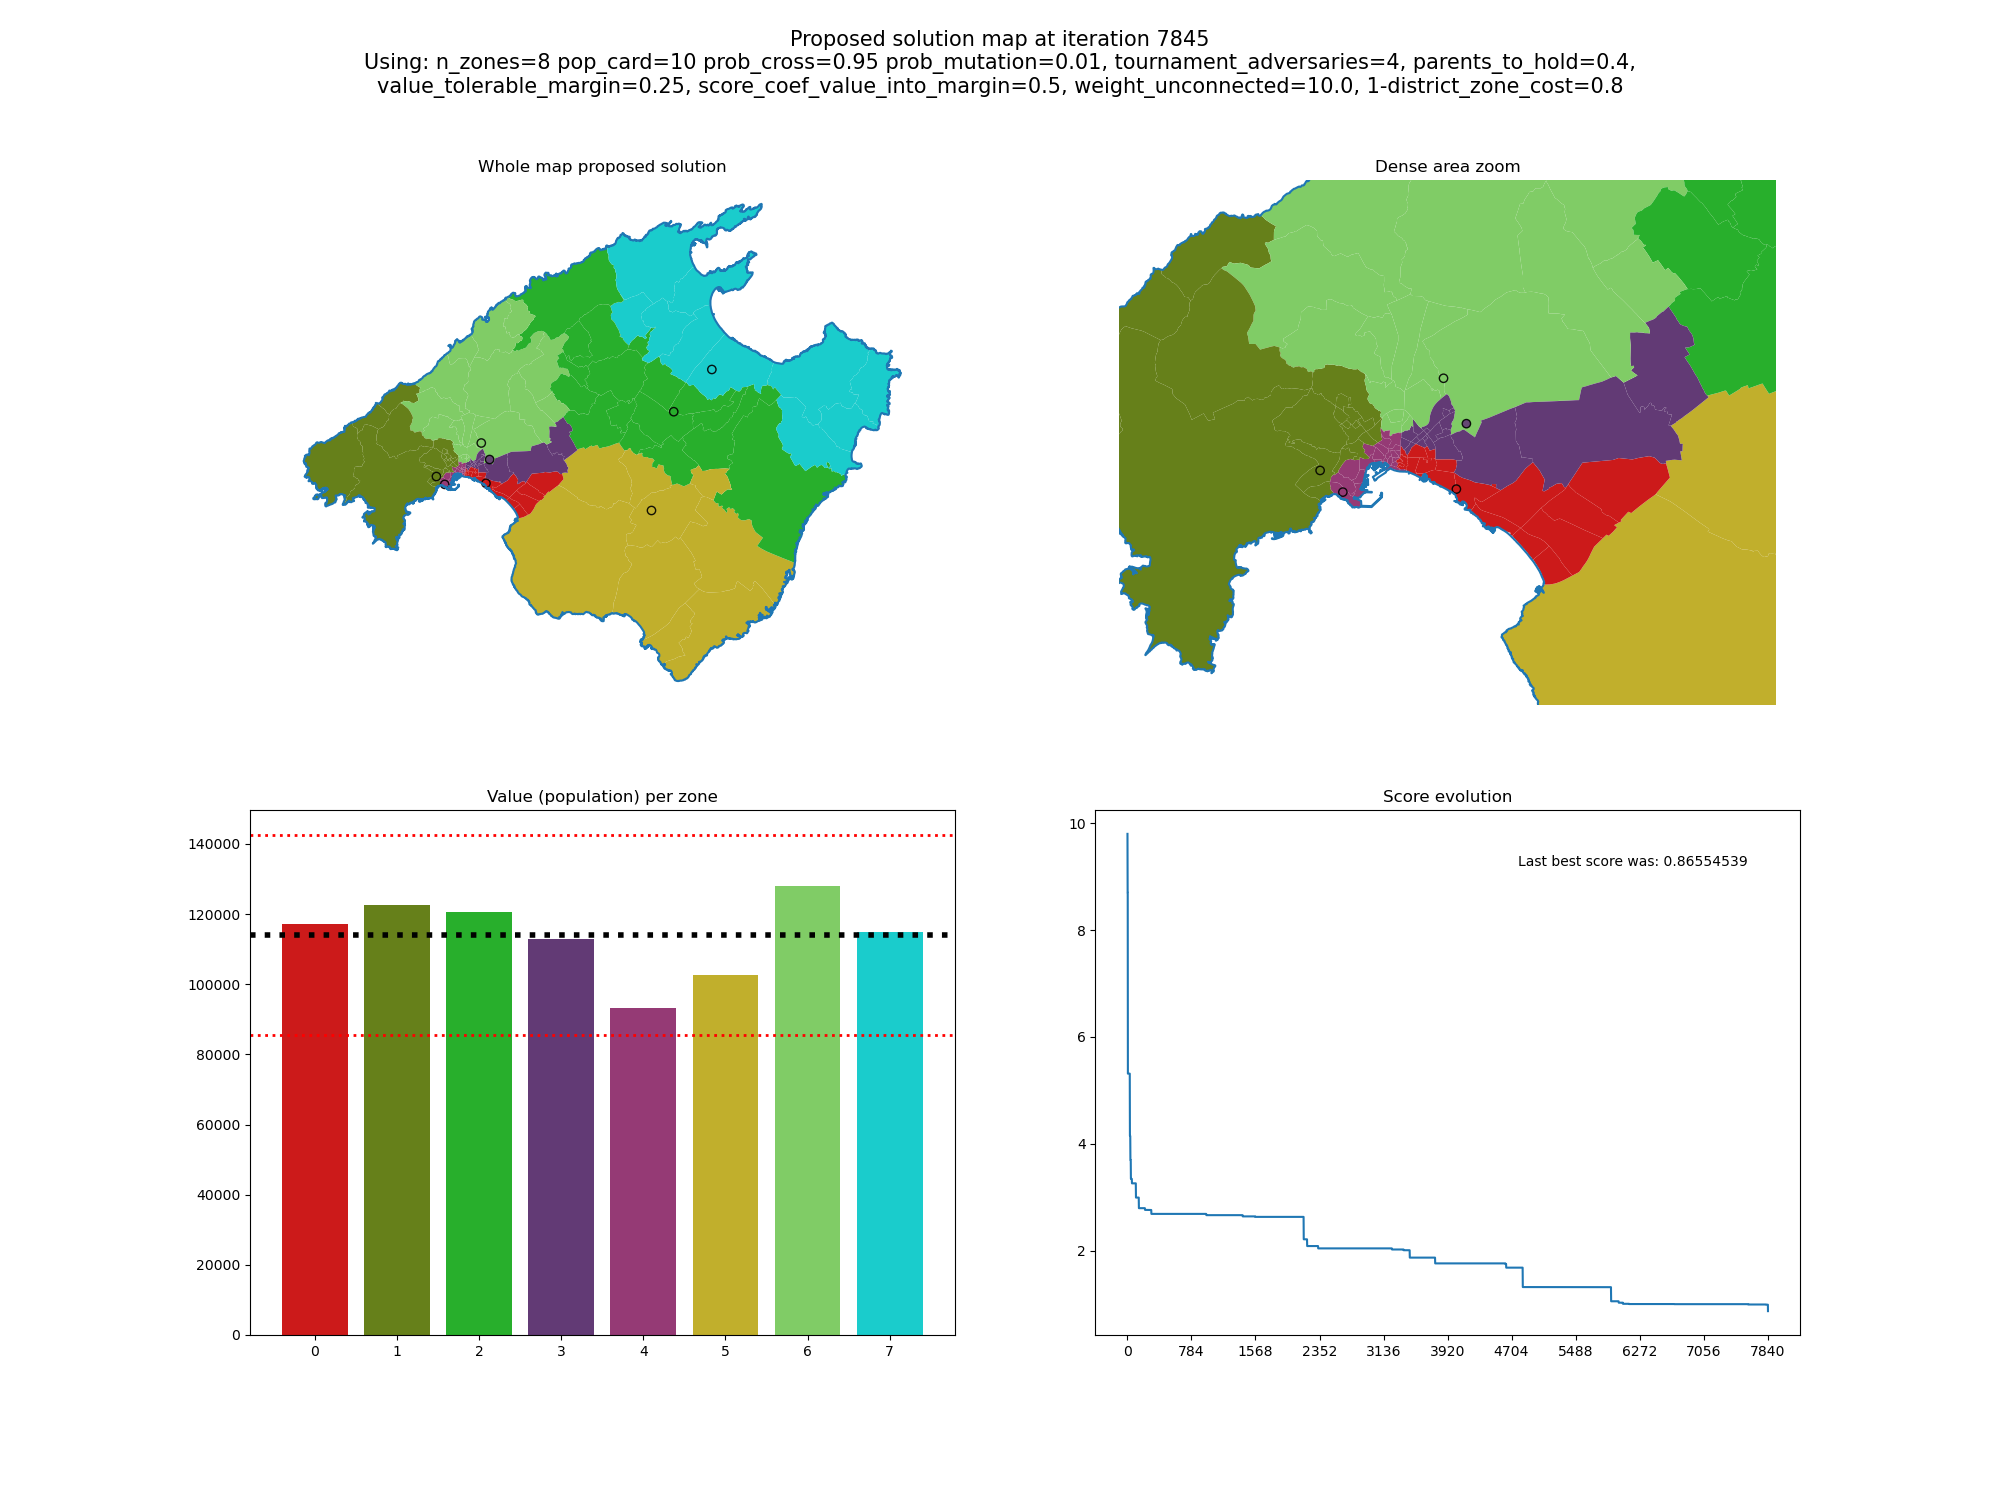 Proposed solution map at iteration 7845
Using: n_zones=8 pop_card=10 prob_cross=0.95 prob_mutation=0.01, tournament_adversaries=4, parents_to_hold=0.4,
value_tolerable_margin=0.25, score_coef_value_into_margin=0.5, weight_unconnected=10.0, 1-district_zone_cost=0.8
Whole map proposed solution
Dense area zoom
Value (population) per zone
140000
120000
100000
80000
60000
40000
20000
0
0 1 2 3 4 5 6 7
Score evolution
Last best score was: 0.86554539
10
8
6
4
2
0 784 1568 2352 3136 3920 4704 5488 6272 7056 7840